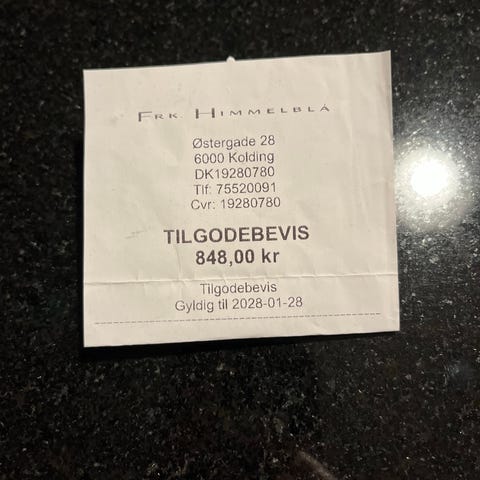 FRK. HIMMELBLÅ
Østergade 28
6000 Kolding
DK19280780
Tlf: 75520091
Cvr: 19280780
TILGODEBEVIS
848,00 kr
Tilgodebevis
Gyldig til 2028-01-28